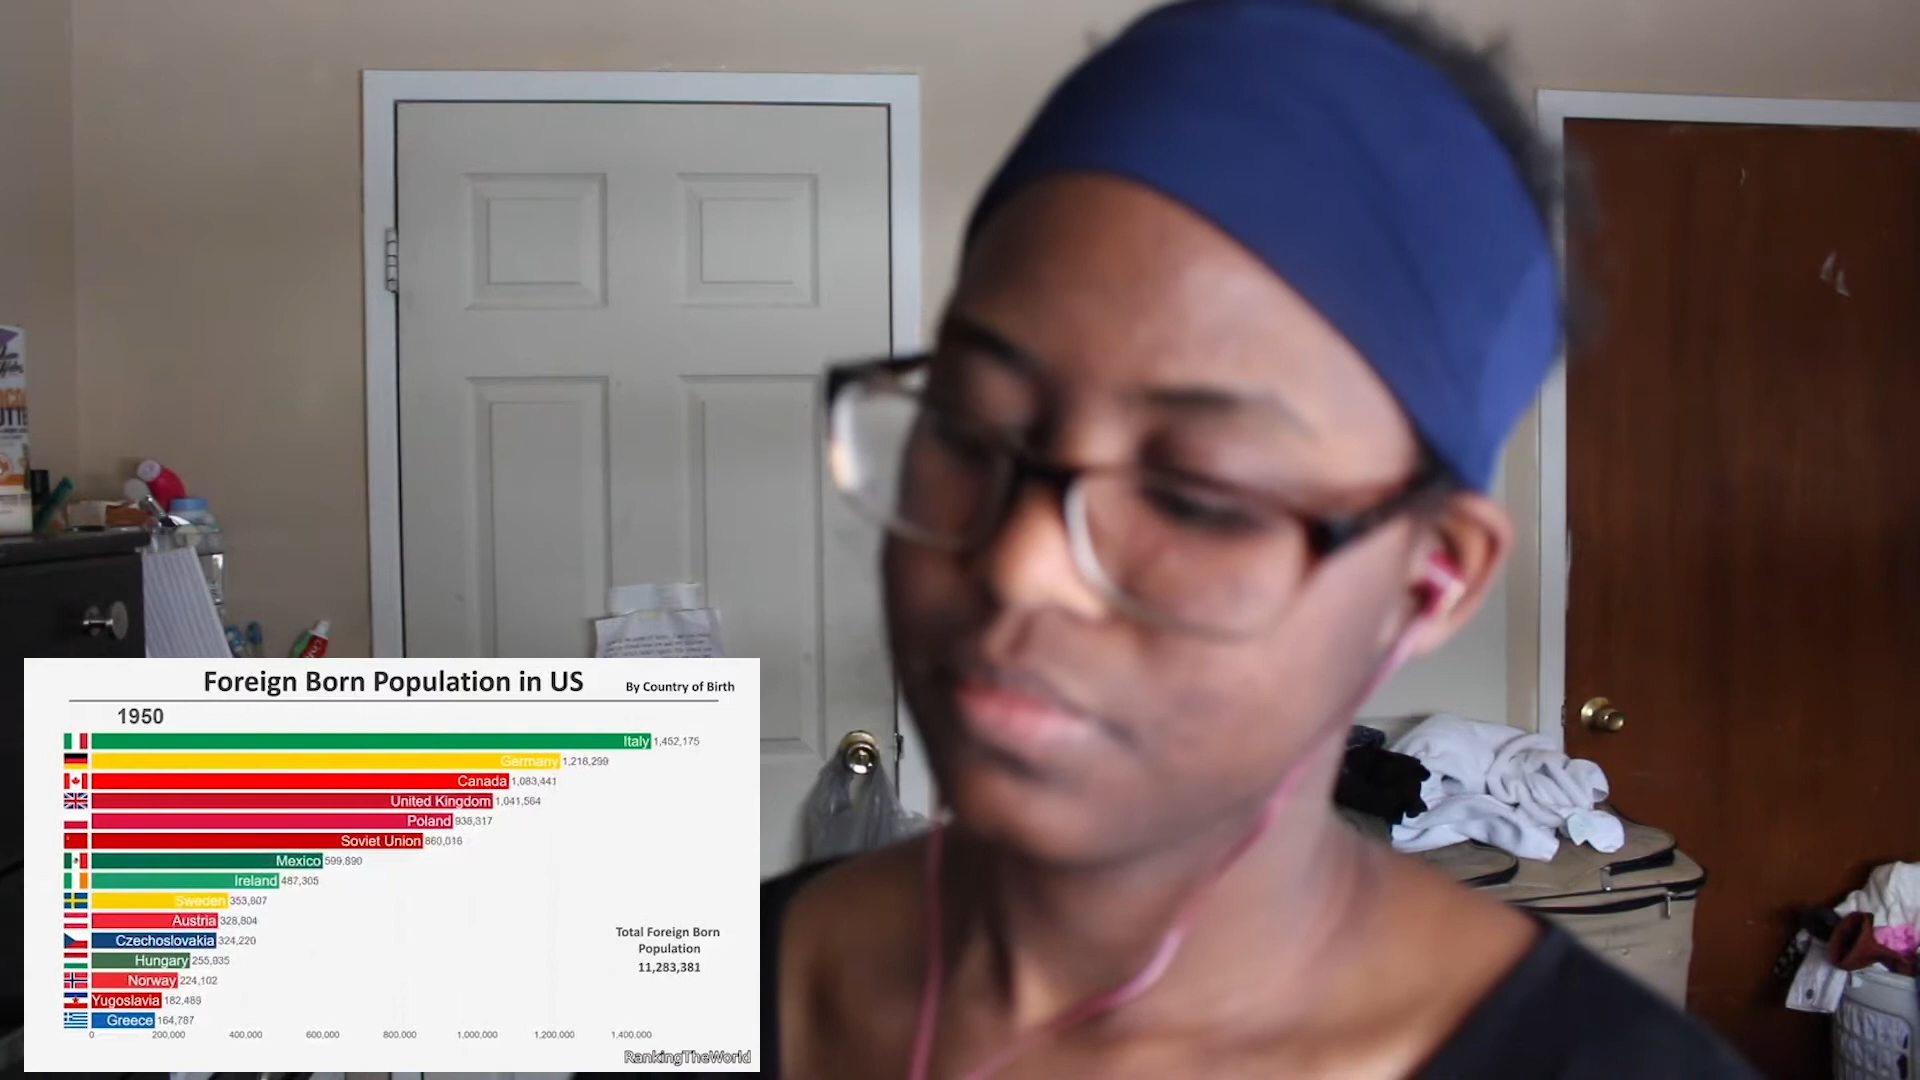 Foreign Born Population in US
By Country of Birth
1950
Italy 1,452,175
Germany 1,218,299
Canada 1,083,441
United Kingdom 1,041,564
Poland 938,317
Soviet Union 860,016
Mexico 599,890
Ireland 487,305
Sweden 353,807
Austria 328,804
Czechoslovakia 324,220
Hungary 255,935
Norway 224,102
Yugoslavia 182,489
Greece 164,787
Total Foreign Born
Population
11,283,381
0 200,000 400,000 600,000 800,000 1,000,000 1,200,000 1,400,000
RankingTheWorld